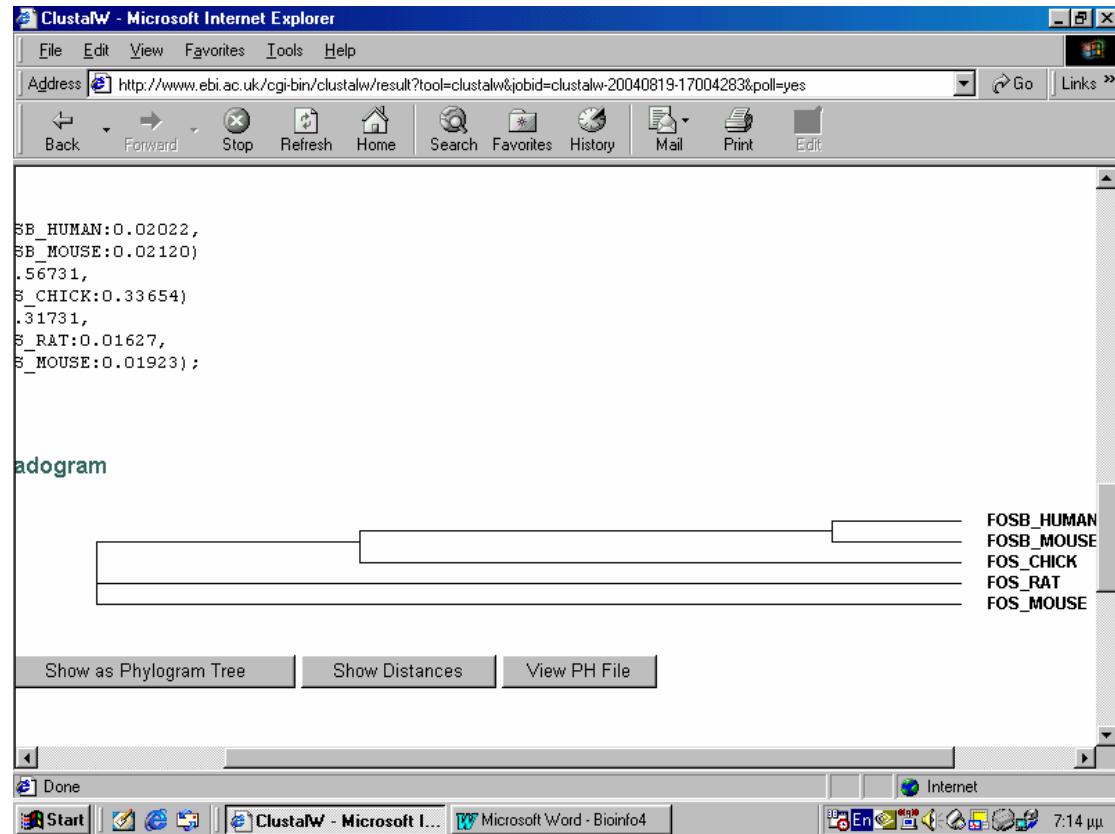 ClustalW - Microsoft Internet Explorer
File Edit View Favorites Tools Help
Address http://www.ebi.ac.uk/cgi-bin/clustalw/result?tool=clustalw&jobid=clustalw-20040819-17004283&poll=yes Go Links »
Back Forward Stop Refresh Home Search Favorites History Mail Print Edit
SB_HUMAN:0.02022,
SB_MOUSE:0.02120)
.56731,
S_CHICK:0.33654)
.31731,
S_RAT:0.01627,
S_MOUSE:0.01923);
adogram
FOSB_HUMAN
FOSB_MOUSE
FOS_CHICK
FOS_RAT
FOS_MOUSE
Show as Phylogram Tree Show Distances View PH File
Done Internet
Start ClustalW - Microsoft I... Microsoft Word - Bioinfo4 En 7:14 μμ